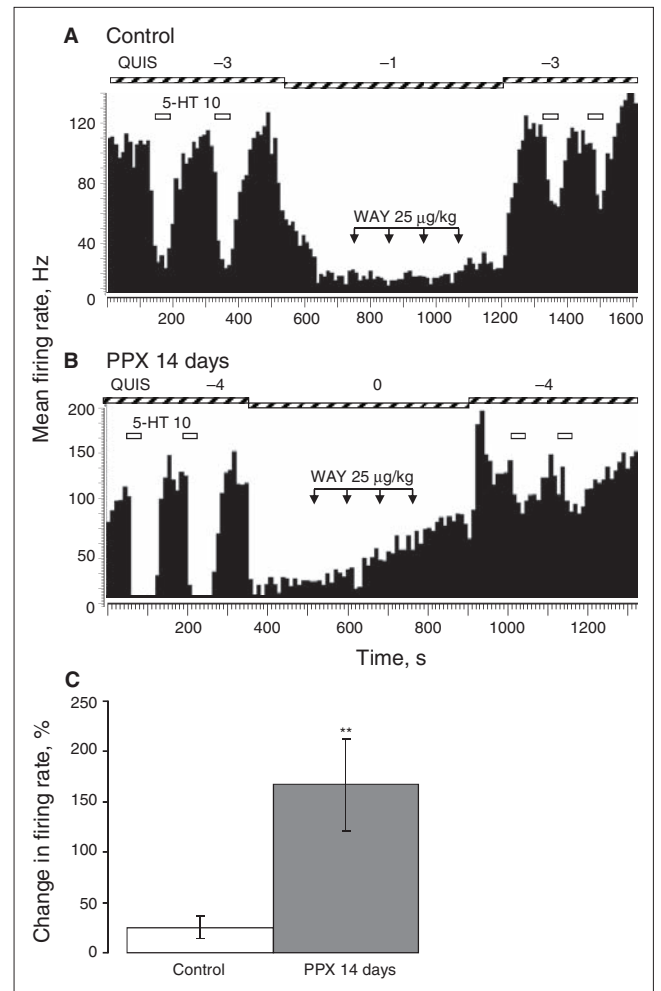 A Control
QUIS –3 –1 –3
5-HT 10
120
80
40
0
WAY 25 µg/kg
200 400 600 800 1000 1200 1400 1600
Mean firing rate, Hz
B PPX 14 days
QUIS –4 0 –4
5-HT 10
200
150
100
50
0
WAY 25 µg/kg
200 400 600 800 1000 1200
Time, s
C
Change in firing rate, %
250
200
150
100
50
0
**
Control PPX 14 days